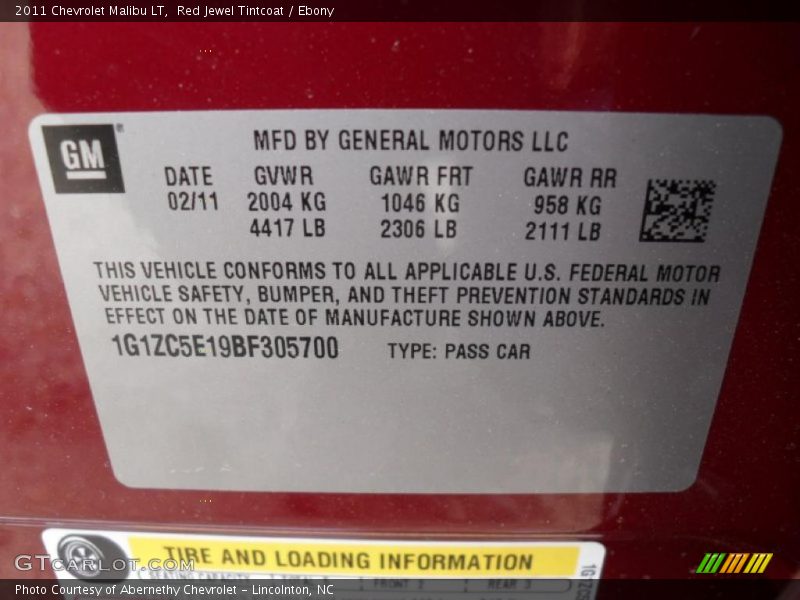 2011 Chevrolet Malibu LT, Red Jewel Tintcoat / Ebony
GM
MFD BY GENERAL MOTORS LLC
DATE GVWR GAWR FRT GAWR RR
02/11 2004 KG 1046 KG 958 KG
4417 LB 2306 LB 2111 LB
THIS VEHICLE CONFORMS TO ALL APPLICABLE U.S. FEDERAL MOTOR
VEHICLE SAFETY, BUMPER, AND THEFT PREVENTION STANDARDS IN
EFFECT ON THE DATE OF MANUFACTURE SHOWN ABOVE.
1G1ZC5E19BF305700 TYPE: PASS CAR
TIRE AND LOADING INFORMATION
GTcarlot.com
SEATING CAPACITY
Photo Courtesy of Abernethy Chevrolet – Lincolnton, NC